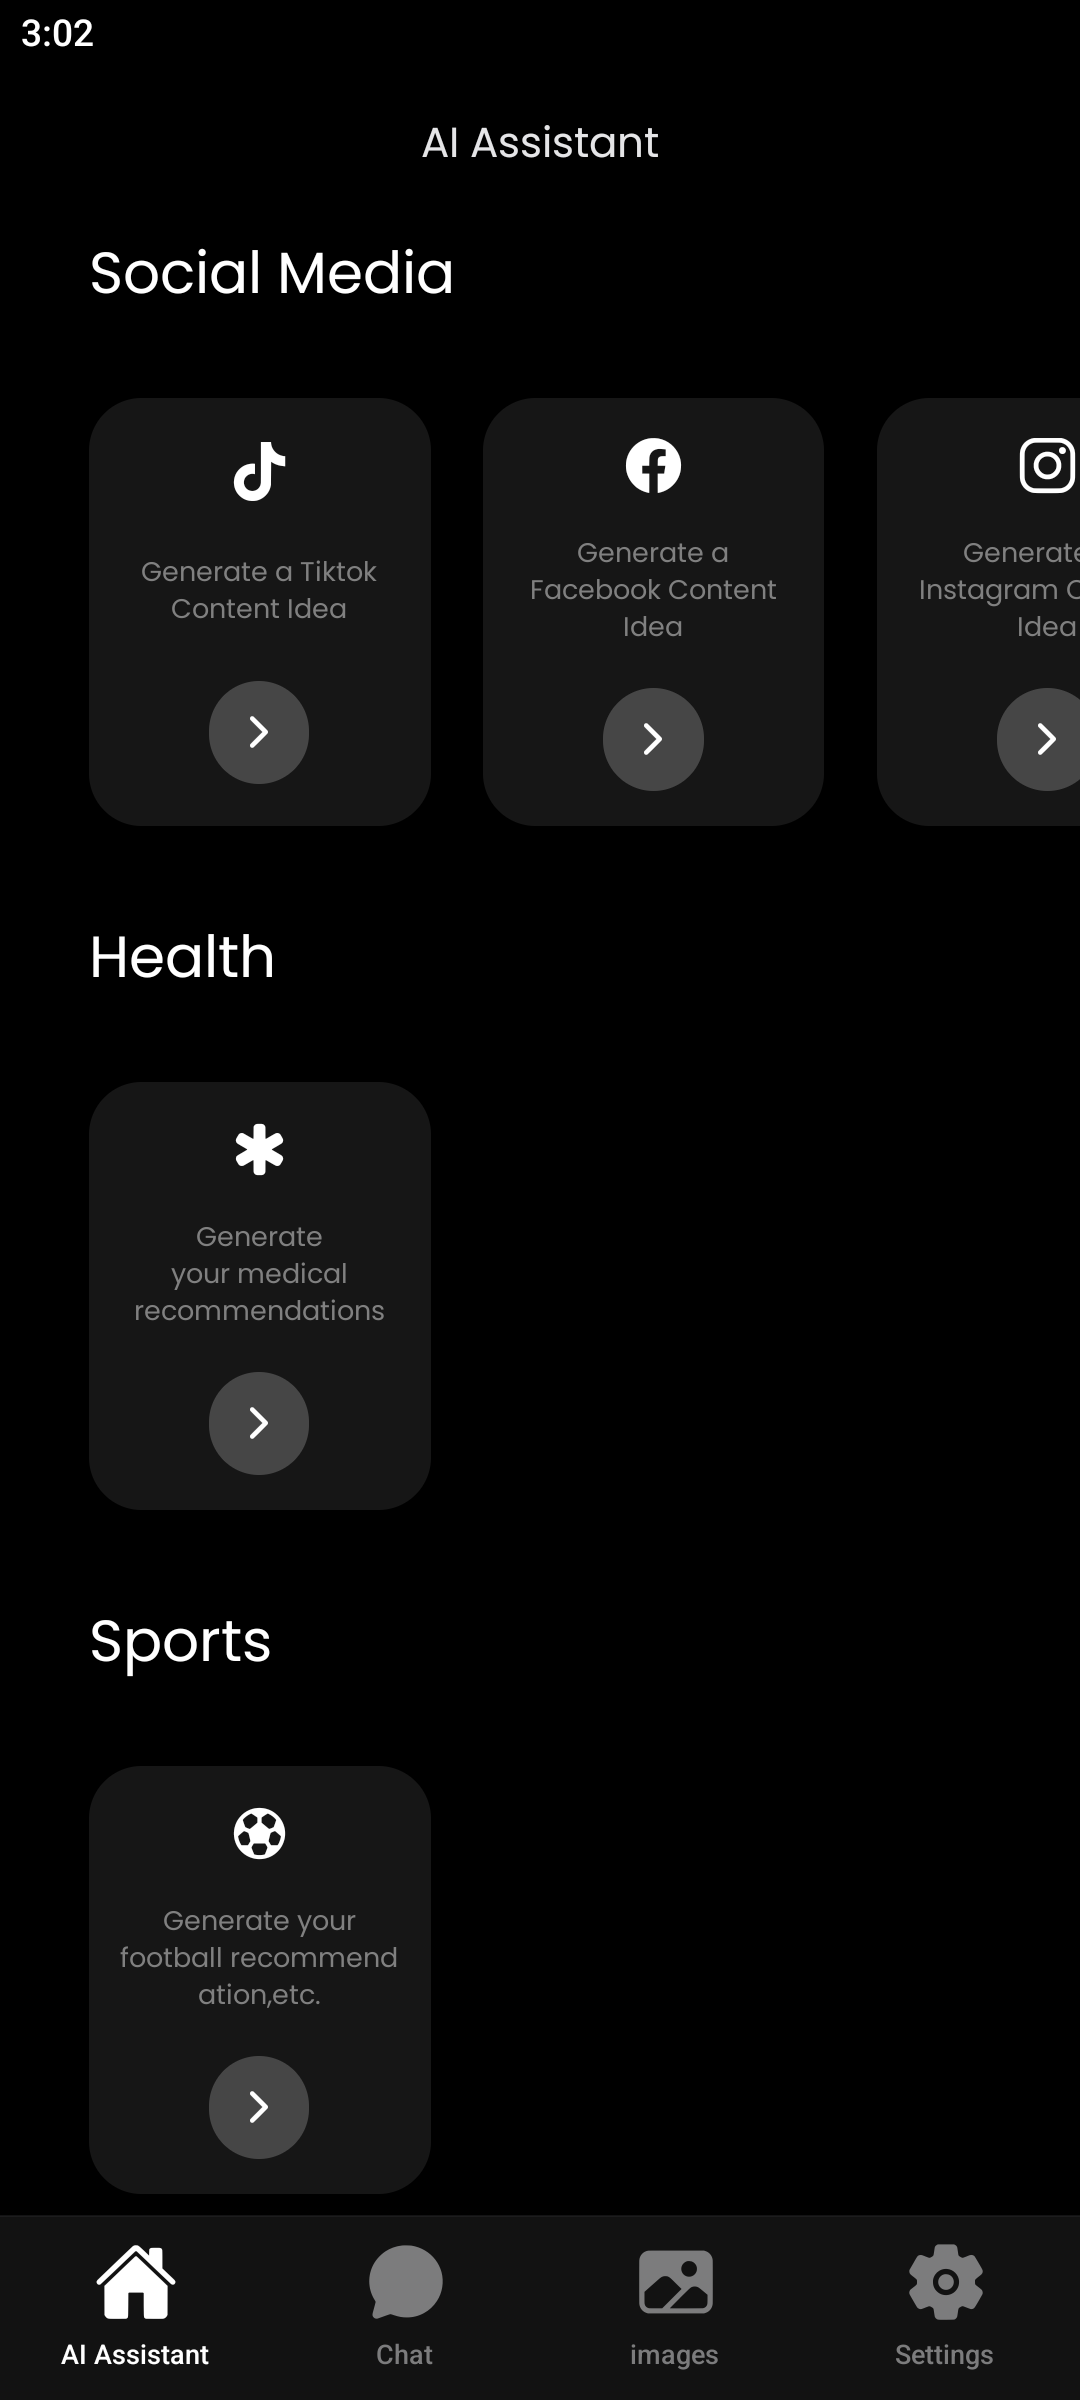 3:02
AI Assistant
Social Media
Generate a Tiktok
Content Idea
Generate a
Facebook Content
Idea
Generate
Instagram
Idea
Health
Generate
your medical
recommendations
Sports
Generate your
football recommend
ation,etc.
AI Assistant
Chat
images
Settings